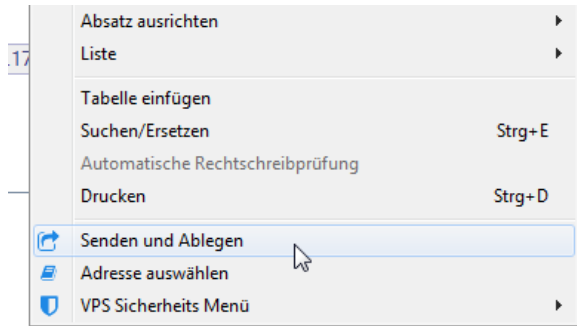 Absatz ausrichten
.17 Liste
Tabelle einfügen
Suchen/Ersetzen Strg+E
Automatische Rechtschreibprüfung
Drucken Strg+D
Senden und Ablegen
Adresse auswählen
VPS Sicherheits Menü